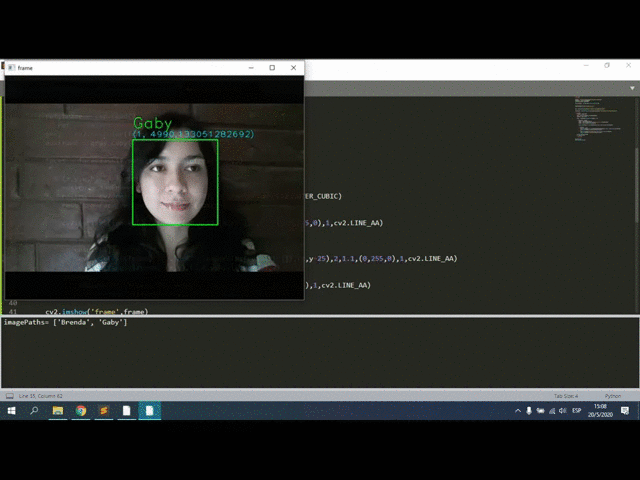 frame
Gaby
(1, 4990.133051282692)
ER_CUBIC)
5,0),1,cv2.LINE_AA)
,y-25),2,1.1,(0,255,0),1,cv2.LINE_AA)
),1,cv2.LINE_AA)
40
41 cv2.imshow('frame',frame)
imagePaths= ['Brenda', 'Gaby']
Line 15, Column 62
Tab Size: 4
Python
ESP
15:08
20/5/2020